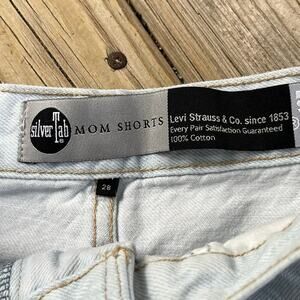 silverTab
MOM SHORTS
Levi Strauss & Co. since 1853
Every Pair Satisfaction Guaranteed
100% Cotton
28